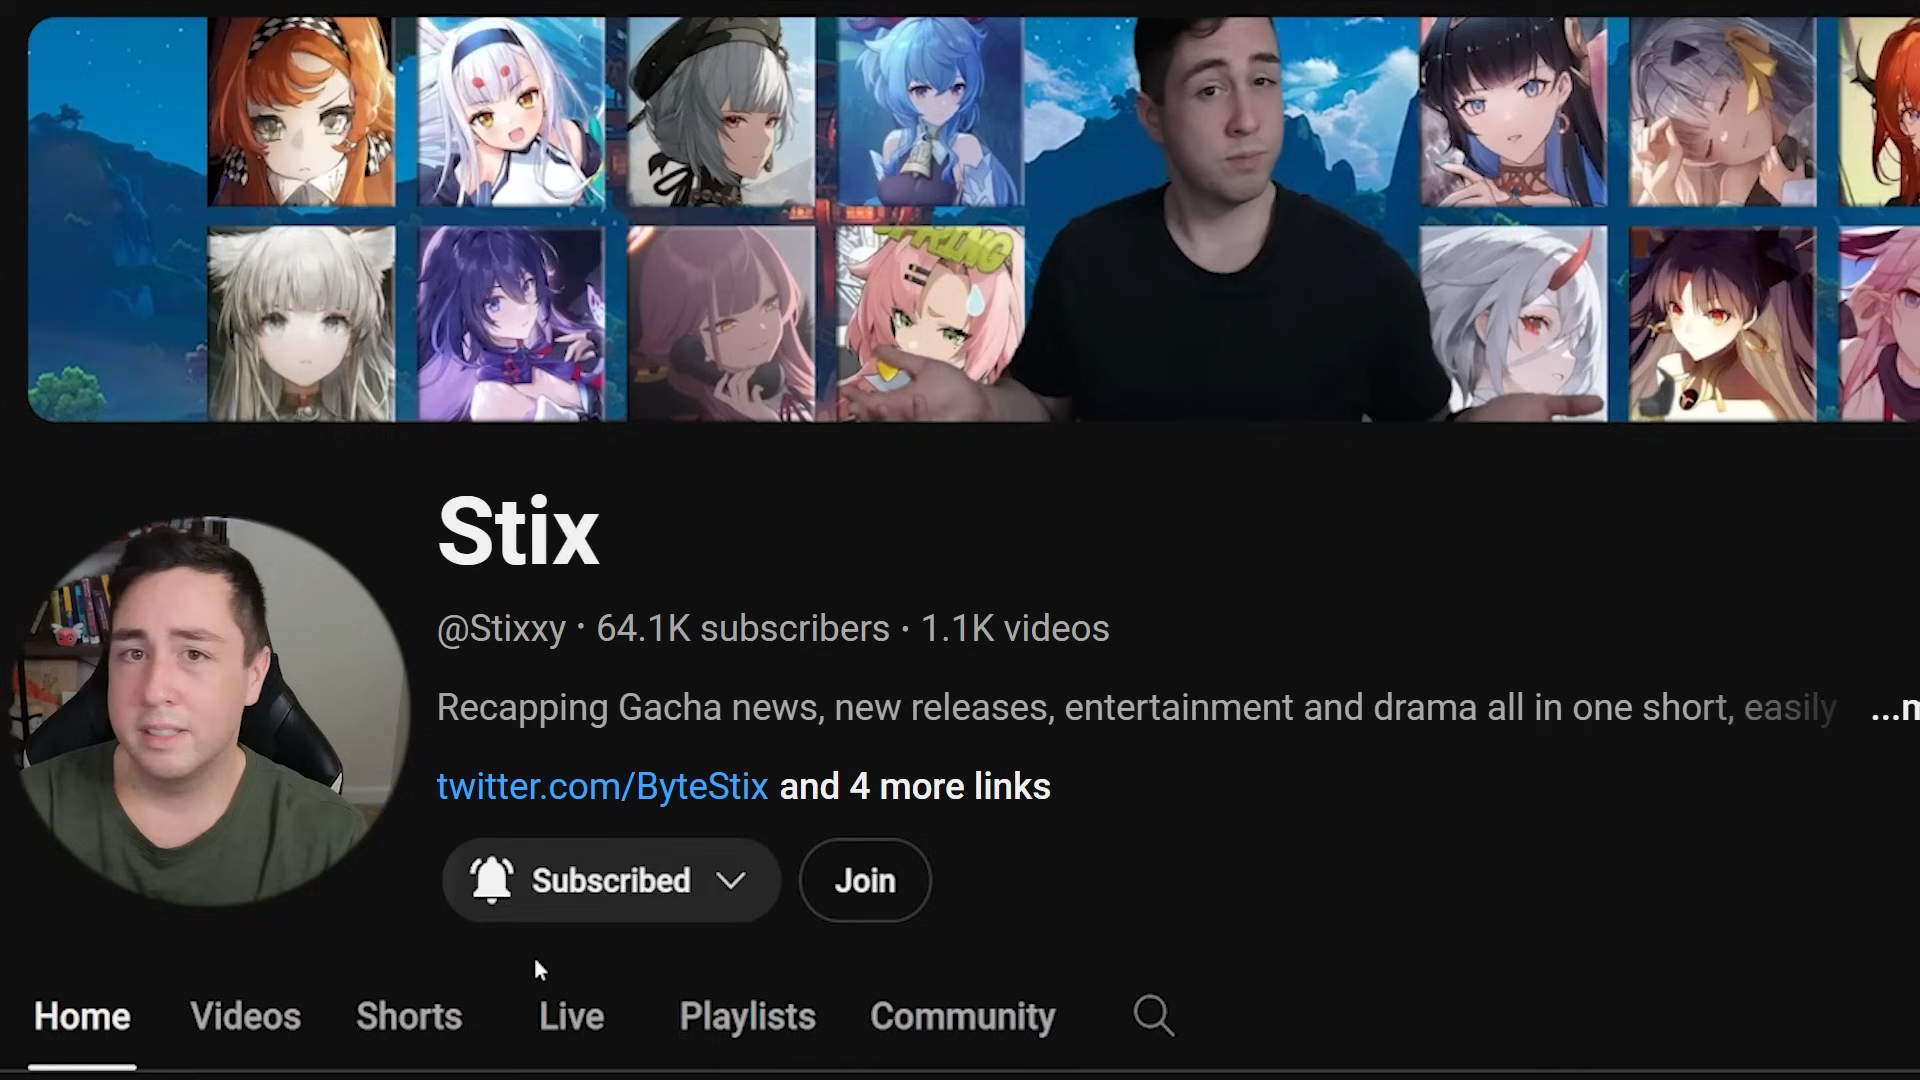 SPRING
Stix
@Stixxy · 64.1K subscribers · 1.1K videos
Recapping Gacha news, new releases, entertainment and drama all in one short, easily ...m
twitter.com/ByteStix and 4 more links
Subscribed Join
Home Videos Shorts Live Playlists Community